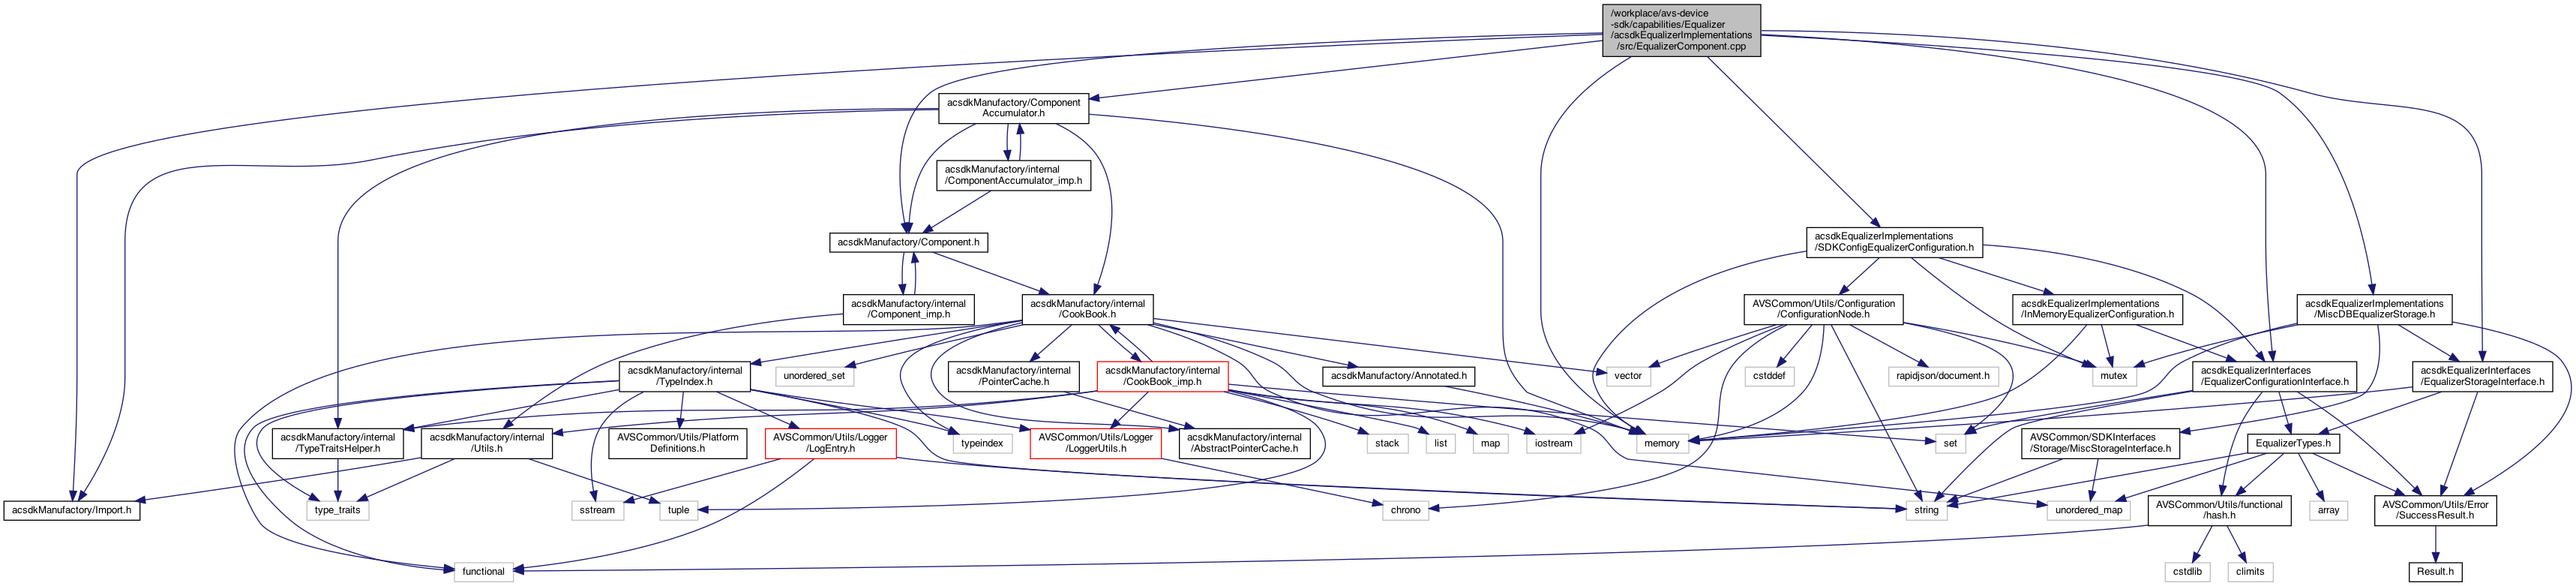 /workplace/avs-device
-sdk/capabilities/Equalizer
/acsdkEqualizerImplementations
/src/EqualizerComponent.cpp
acsdkManufactory/Component
Accumulator.h
acsdkManufactory/internal
/ComponentAccumulator_imp.h
acsdkManufactory/Component.h
acsdkEqualizerImplementations
/SDKConfigEqualizerConfiguration.h
acsdkManufactory/internal
/Component_imp.h
acsdkManufactory/internal
/CookBook.h
AVSCommon/Utils/Configuration
/ConfigurationNode.h
acsdkEqualizerImplementations
/InMemoryEqualizerConfiguration.h
acsdkEqualizerImplementations
/MiscDBEqualizerStorage.h
acsdkManufactory/internal
/TypeIndex.h
unordered_set
acsdkManufactory/internal
/PointerCache.h
acsdkManufactory/internal
/CookBook_imp.h
acsdkManufactory/Annotated.h
vector
cstddef
rapidjson/document.h
mutex
acsdkEqualizerInterfaces
/EqualizerConfigurationInterface.h
acsdkEqualizerInterfaces
/EqualizerStorageInterface.h
acsdkManufactory/internal
/TypeTraitsHelper.h
acsdkManufactory/internal
/Utils.h
AVSCommon/Utils/Platform
Definitions.h
AVSCommon/Utils/Logger
/LogEntry.h
typeindex
AVSCommon/Utils/Logger
/LoggerUtils.h
acsdkManufactory/internal
/AbstractPointerCache.h
stack
list
map
iostream
memory
set
AVSCommon/SDKInterfaces
/Storage/MiscStorageInterface.h
EqualizerTypes.h
acsdkManufactory/Import.h
type_traits
sstream
tuple
chrono
string
unordered_map
AVSCommon/Utils/functional
/hash.h
array
AVSCommon/Utils/Error
/SuccessResult.h
functional
cstdlib
climits
Result.h